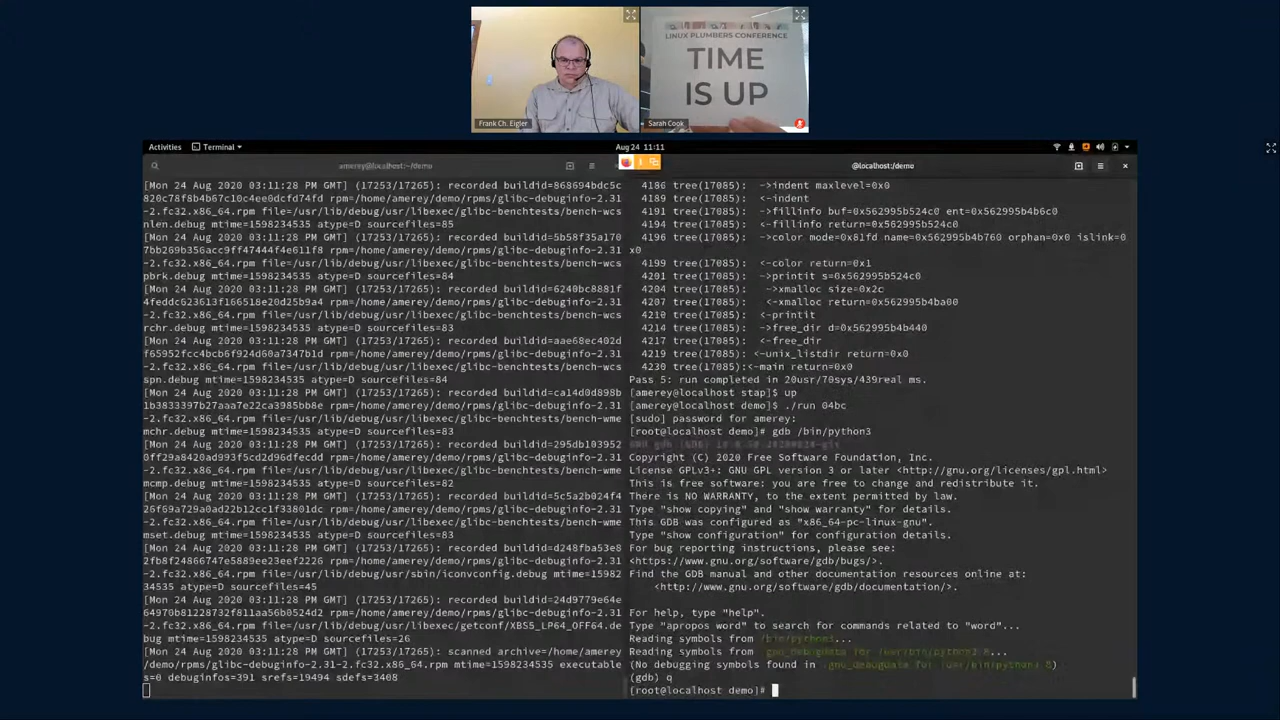 LINUX PLUMBERS CONFERENCE
TIME
IS UP
Frank Ch. Eigler
Sarah Cook
Activities
Terminal
Aug 24 11:11
amerey@localhost:~/demo
@localhost:/demo
[Mon 24 Aug 2020 03:11:28 PM GMT] (17253/17265): recorded buildid=868694bdc5c
820c78f8b4b67c10c4ee0dcfd74fd rpm=/home/amerey/demo/rpms/glibc-debuginfo-2.31
-2.fc32.x86_64.rpm file=/usr/lib/debug/usr/libexec/glibc-benchtests/bench-wcs
nlen.debug mtime=1598234535 atype=D sourcefiles=85
[Mon 24 Aug 2020 03:11:28 PM GMT] (17253/17265): recorded buildid=5b58f35a170
7bb269b356acc9ff47444f4e611f8 rpm=/home/amerey/demo/rpms/glibc-debuginfo-2.31
-2.fc32.x86_64.rpm file=/usr/lib/debug/usr/libexec/glibc-benchtests/bench-wcs
pbrk.debug mtime=1598234535 atype=D sourcefiles=84
[Mon 24 Aug 2020 03:11:28 PM GMT] (17253/17265): recorded buildid=6240bc8881f
4feddc623613f166518e20d25b9a4 rpm=/home/amerey/demo/rpms/glibc-debuginfo-2.31
-2.fc32.x86_64.rpm file=/usr/lib/debug/usr/libexec/glibc-benchtests/bench-wcs
rchr.debug mtime=1598234535 atype=D sourcefiles=83
[Mon 24 Aug 2020 03:11:28 PM GMT] (17253/17265): recorded buildid=aae68ec402d
f65952fcc4bcb6f924d60a7347b1d rpm=/home/amerey/demo/rpms/glibc-debuginfo-2.31
-2.fc32.x86_64.rpm file=/usr/lib/debug/usr/libexec/glibc-benchtests/bench-wcs
spn.debug mtime=1598234535 atype=D sourcefiles=84
[Mon 24 Aug 2020 03:11:28 PM GMT] (17253/17265): recorded buildid=ca14d0d898b
1b3833397b27aaa7e22ca3985bb8e rpm=/home/amerey/demo/rpms/glibc-debuginfo-2.31
-2.fc32.x86_64.rpm file=/usr/lib/debug/usr/libexec/glibc-benchtests/bench-wme
mchr.debug mtime=1598234535 atype=D sourcefiles=83
[Mon 24 Aug 2020 03:11:28 PM GMT] (17253/17265): recorded buildid=295db103952
0ff29a8420ad993f5cd2d96dfecdd rpm=/home/amerey/demo/rpms/glibc-debuginfo-2.31
-2.fc32.x86_64.rpm file=/usr/lib/debug/usr/libexec/glibc-benchtests/bench-wme
mcmp.debug mtime=1598234535 atype=D sourcefiles=82
[Mon 24 Aug 2020 03:11:28 PM GMT] (17253/17265): recorded buildid=5c5a2b024f4
26f69a729a0ad22b12cc1f33801dc rpm=/home/amerey/demo/rpms/glibc-debuginfo-2.31
-2.fc32.x86_64.rpm file=/usr/lib/debug/usr/libexec/glibc-benchtests/bench-wme
mset.debug mtime=1598234535 atype=D sourcefiles=83
[Mon 24 Aug 2020 03:11:28 PM GMT] (17253/17265): recorded buildid=d248fba53e8
2fb8f24865747e5889ee23eef2226 rpm=/home/amerey/demo/rpms/glibc-debuginfo-2.31
-2.fc32.x86_64.rpm file=/usr/lib/debug/usr/sbin/iconvconfig.debug mtime=15982
34535 atype=D sourcefiles=45
[Mon 24 Aug 2020 03:11:28 PM GMT] (17253/17265): recorded buildid=24d9779e64e
64970b81228732f811aa56b0524d2 rpm=/home/amerey/demo/rpms/glibc-debuginfo-2.31
-2.fc32.x86_64.rpm file=/usr/lib/debug/usr/libexec/getconf/XBS5_LP64_OFF64.de
bug mtime=1598234535 atype=D sourcefiles=26
[Mon 24 Aug 2020 03:11:28 PM GMT] (17253/17265): scanned archive=/home/amerey
/demo/rpms/glibc-debuginfo-2.31-2.fc32.x86_64.rpm mtime=1598234535 executable
s=0 debuginfos=391 srefs=19494 sdefs=3408
4186 tree(17085): ->indent maxlevel=0x0
4189 tree(17085): <-indent
4191 tree(17085): ->fillinfo buf=0x562995b524c0 ent=0x562995b4b6c0
4194 tree(17085): <-fillinfo return=0x562995b524c0
4196 tree(17085): ->color mode=0x81fd name=0x562995b4b760 orphan=0x0 islink=0
x0
4199 tree(17085): <-color return=0x1
4201 tree(17085): ->printit s=0x562995b524c0
4204 tree(17085): ->xmalloc size=0x2c
4207 tree(17085): <-xmalloc return=0x562995b4ba00
4210 tree(17085): <-printit
4214 tree(17085): ->free_dir d=0x562995b4b440
4217 tree(17085): <-free_dir
4219 tree(17085): <-unix_listdir return=0x0
4230 tree(17085): <-main return=0x0
Pass 5: run completed in 20usr/70sys/439real ms.
[amerey@localhost stap]$ up
[amerey@localhost demo]$ ./run 04bc
[sudo] password for amerey:
[root@localhost demo]# gdb /bin/python3
Copyright (C) 2020 Free Software Foundation, Inc.
License GPLv3+: GNU GPL version 3 or later <http://gnu.org/licenses/gpl.html>
This is free software: you are free to change and redistribute it.
There is NO WARRANTY, to the extent permitted by law.
Type "show copying" and "show warranty" for details.
This GDB was configured as "x86_64-pc-linux-gnu".
Type "show configuration" for configuration details.
For bug reporting instructions, please see:
<https://www.gnu.org/software/gdb/bugs/>.
Find the GDB manual and other documentation resources online at:
<http://www.gnu.org/software/gdb/documentation/>.
For help, type "help".
Type "apropos word" to search for commands related to "word"...
Reading symbols from /bin/python3...
Reading symbols from .gnu_debugdata for /usr/bin/python3.8...
(No debugging symbols found in .gnu_debugdata for /usr/bin/python3.8)
(gdb) q
[root@localhost demo]#